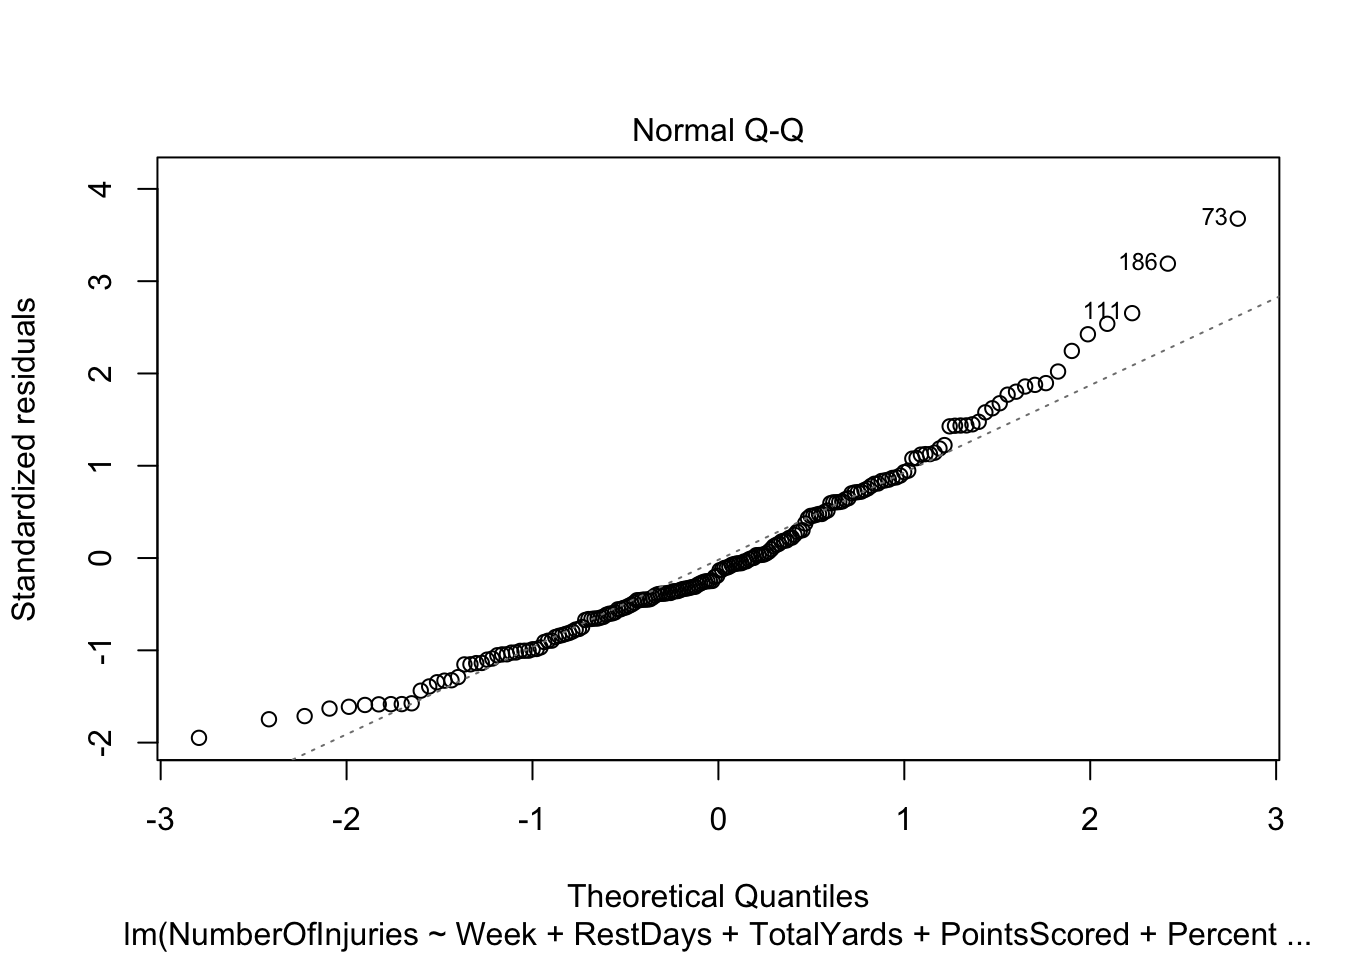 Normal Q-Q
4
3
2
1
0
-1
-2
Standardized residuals
73
186
111
-3 -2 -1 0 1 2 3
Theoretical Quantiles
lm(NumberOfInjuries ~ Week + RestDays + TotalYards + PointsScored + Percent ...